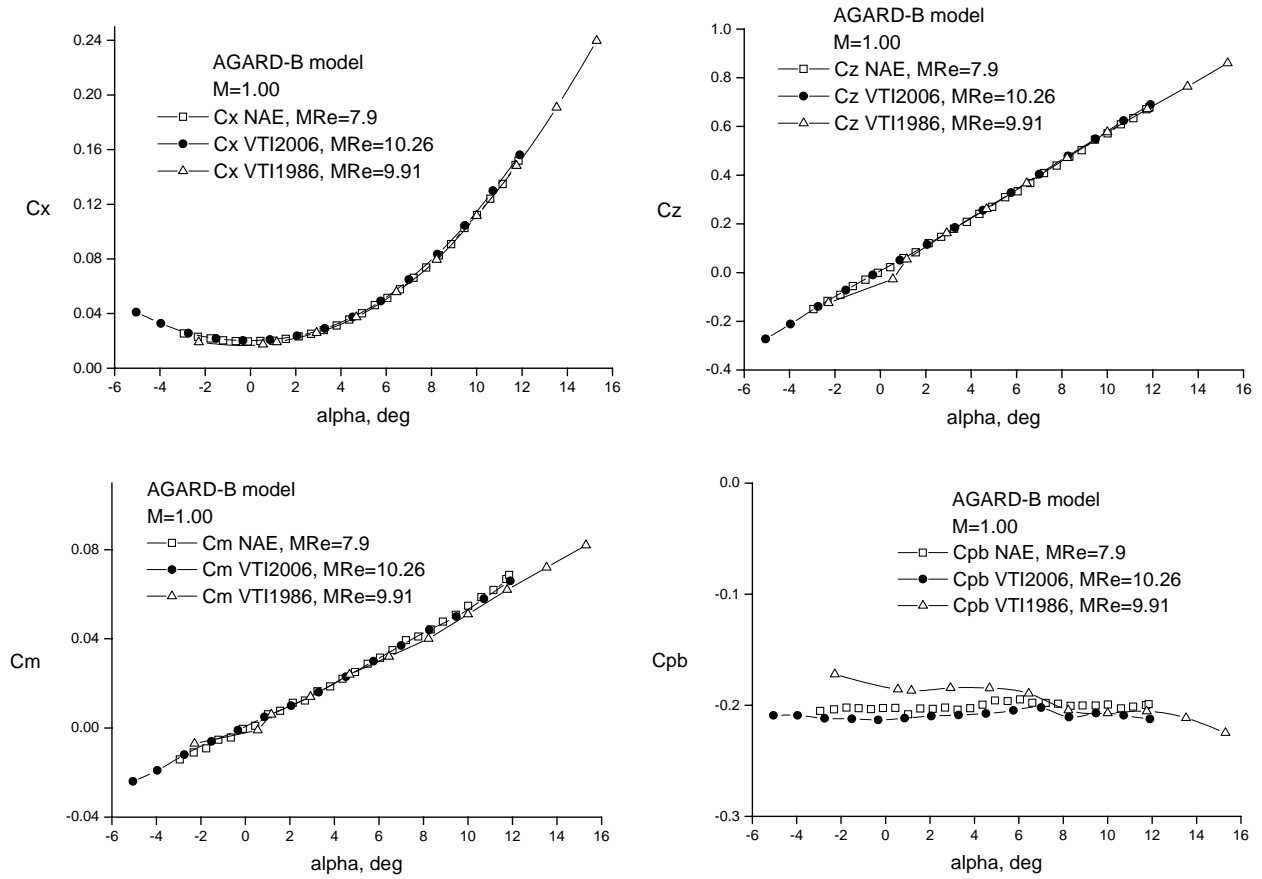 AGARD-B model
M=1.00
Cx NAE, MRe=7.9
Cx VTI2006, MRe=10.26
Cx VTI1986, MRe=9.91
Cx
0.24
0.20
0.16
0.12
0.08
0.04
0.00
-6 -4 -2 0 2 4 6 8 10 12 14 16
alpha, deg
AGARD-B model
M=1.00
Cz NAE, MRe=7.9
Cz VTI2006, MRe=10.26
Cz VTI1986, MRe=9.91
Cz
1.0
0.8
0.6
0.4
0.2
0.0
-0.2
-0.4
-6 -4 -2 0 2 4 6 8 10 12 14 16
alpha, deg
AGARD-B model
M=1.00
Cm NAE, MRe=7.9
Cm VTI2006, MRe=10.26
Cm VTI1986, MRe=9.91
Cm
0.08
0.04
0.00
-0.04
-6 -4 -2 0 2 4 6 8 10 12 14 16
alpha, deg
AGARD-B model
M=1.00
Cpb NAE, MRe=7.9
Cpb VTI2006, MRe=10.26
Cpb VTI1986, MRe=9.91
Cpb
0.0
-0.1
-0.2
-0.3
-6 -4 -2 0 2 4 6 8 10 12 14 16
alpha, deg